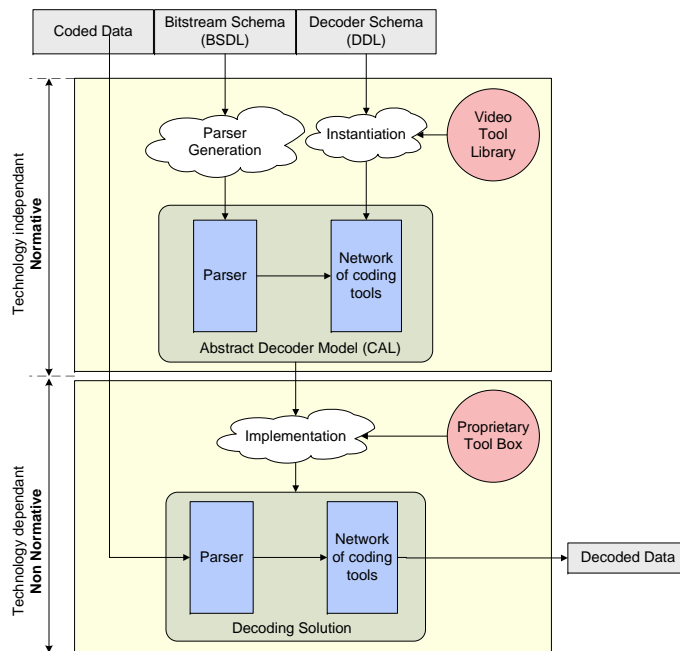 Coded Data
Bitstream Schema
(BSDL)
Decoder Schema
(DDL)
Technology independant
Normative
Parser
Generation
Instantiation
Video
Tool
Library
Parser
Network
of coding
tools
Abstract Decoder Model (CAL)
Technology dependant
Non Normative
Implementation
Proprietary
Tool Box
Parser
Network
of coding
tools
Decoded Data
Decoding Solution